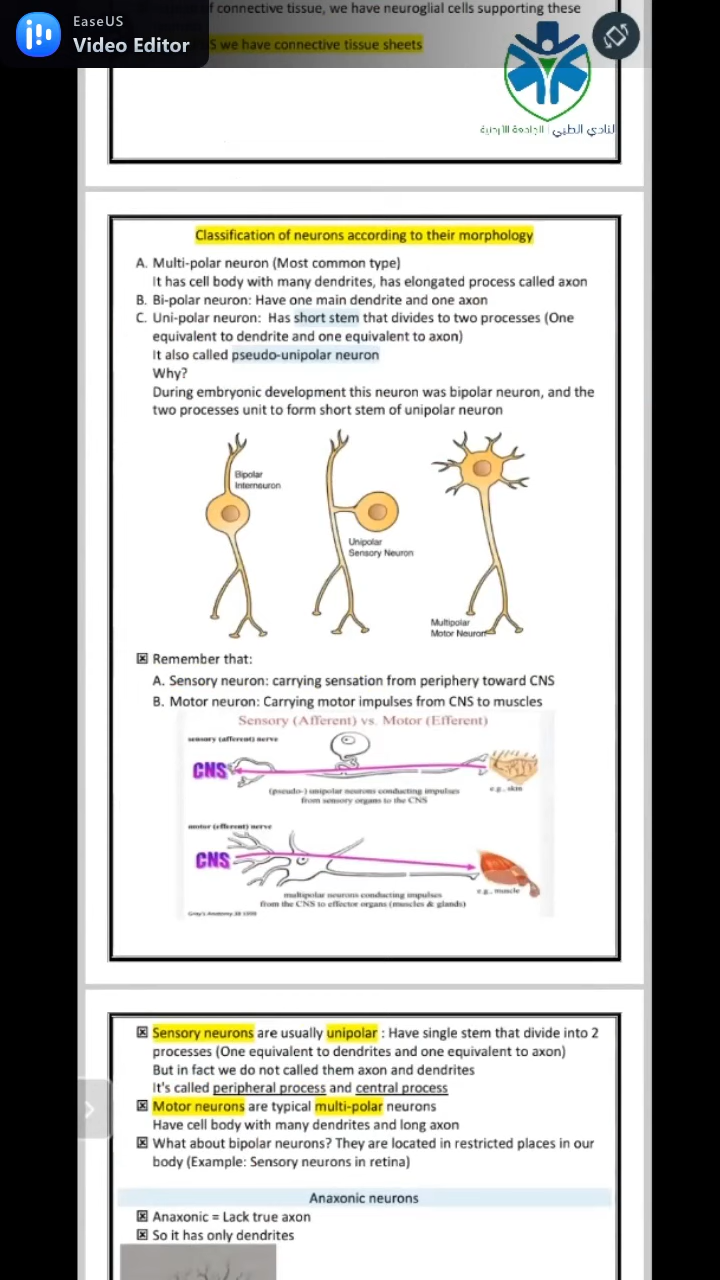 EaseUS
Video Editor
of connective tissue, we have neuroglial cells supporting these
we have connective tissue sheets
النادي الطبي | الجامعة الأردنية
Classification of neurons according to their morphology
A. Multi-polar neuron (Most common type)
It has cell body with many dendrites, has elongated process called axon
B. Bi-polar neuron: Have one main dendrite and one axon
C. Uni-polar neuron: Has short stem that divides to two processes (One
equivalent to dendrite and one equivalent to axon)
It also called pseudo-unipolar neuron
Why?
During embryonic development this neuron was bipolar neuron, and the
two processes unit to form short stem of unipolar neuron
Bipolar
Interneuron
Unipolar
Sensory Neuron
Multipolar
Motor Neuron
Remember that:
A. Sensory neuron: carrying sensation from periphery toward CNS
B. Motor neuron: Carrying motor impulses from CNS to muscles
Sensory (Afferent) vs. Motor (Efferent)
sensory (afferent) nerve
CNS
(pseudo-) unipolar neurons conducting impulses
from sensory organs to the CNS
e.g., skin
motor (efferent) nerve
CNS
multipolar neurons conducting impulses
from the CNS to effector organs (muscles & glands)
e.g., muscle
Gray's Anatomy 38 1999
Sensory neurons are usually unipolar : Have single stem that divide into 2
processes (One equivalent to dendrites and one equivalent to axon)
But in fact we do not called them axon and dendrites
It's called peripheral process and central process
Motor neurons are typical multi-polar neurons
Have cell body with many dendrites and long axon
What about bipolar neurons? They are located in restricted places in our
body (Example: Sensory neurons in retina)
Anaxonic neurons
Anaxonic = Lack true axon
So it has only dendrites